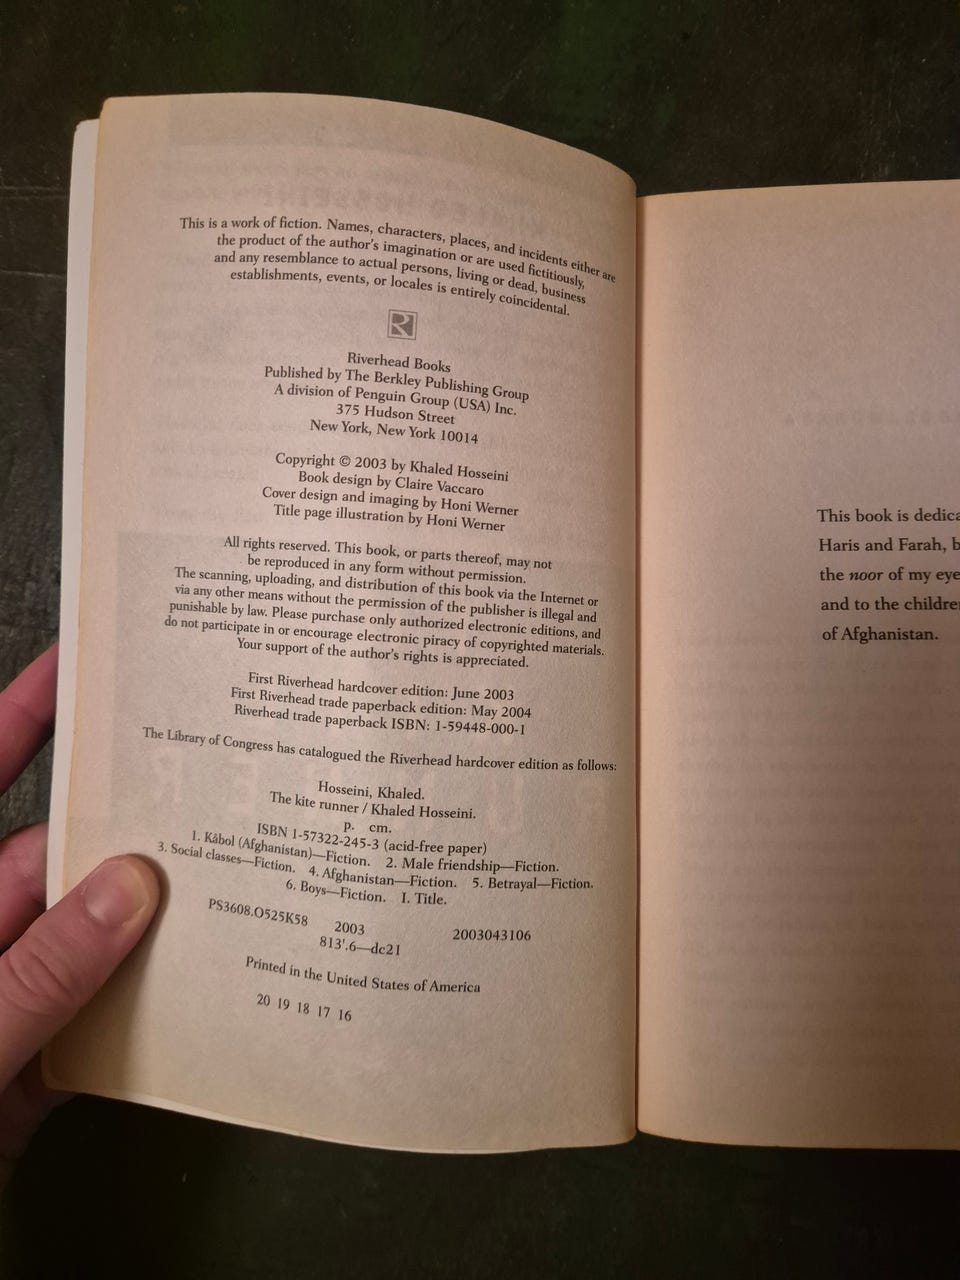 This is a work of fiction. Names, characters, places, and incidents either are
the product of the author's imagination or are used fictitiously,
and any resemblance to actual persons, living or dead, business
establishments, events, or locales is entirely coincidental.
R
Riverhead Books
Published by The Berkley Publishing Group
A division of Penguin Group (USA) Inc.
375 Hudson Street
New York, New York 10014
Copyright © 2003 by Khaled Hosseini
Book design by Claire Vaccaro
Cover design and imaging by Honi Werner
Title page illustration by Honi Werner
All rights reserved. This book, or parts thereof, may not
be reproduced in any form without permission.
The scanning, uploading, and distribution of this book via the Internet or
via any other means without the permission of the publisher is illegal and
punishable by law. Please purchase only authorized electronic editions, and
do not participate in or encourage electronic piracy of copyrighted materials.
Your support of the author's rights is appreciated.
First Riverhead hardcover edition: June 2003
First Riverhead trade paperback edition: May 2004
Riverhead trade paperback ISBN: 1-59448-000-1
The Library of Congress has catalogued the Riverhead hardcover edition as follows:
Hosseini, Khaled.
The kite runner / Khaled Hosseini.
p. cm.
ISBN 1-57322-245-3 (acid-free paper)
1. Kābol (Afghanistan)—Fiction. 2. Male friendship—Fiction.
3. Social classes—Fiction. 4. Afghanistan—Fiction. 5. Betrayal—Fiction.
6. Boys—Fiction. I. Title.
PS3608.O525K58 2003 2003043106
813'.6—dc21
Printed in the United States of America
20 19 18 17 16
This book is dedica
Haris and Farah, b
the noor of my eye
and to the childre
of Afghanistan.